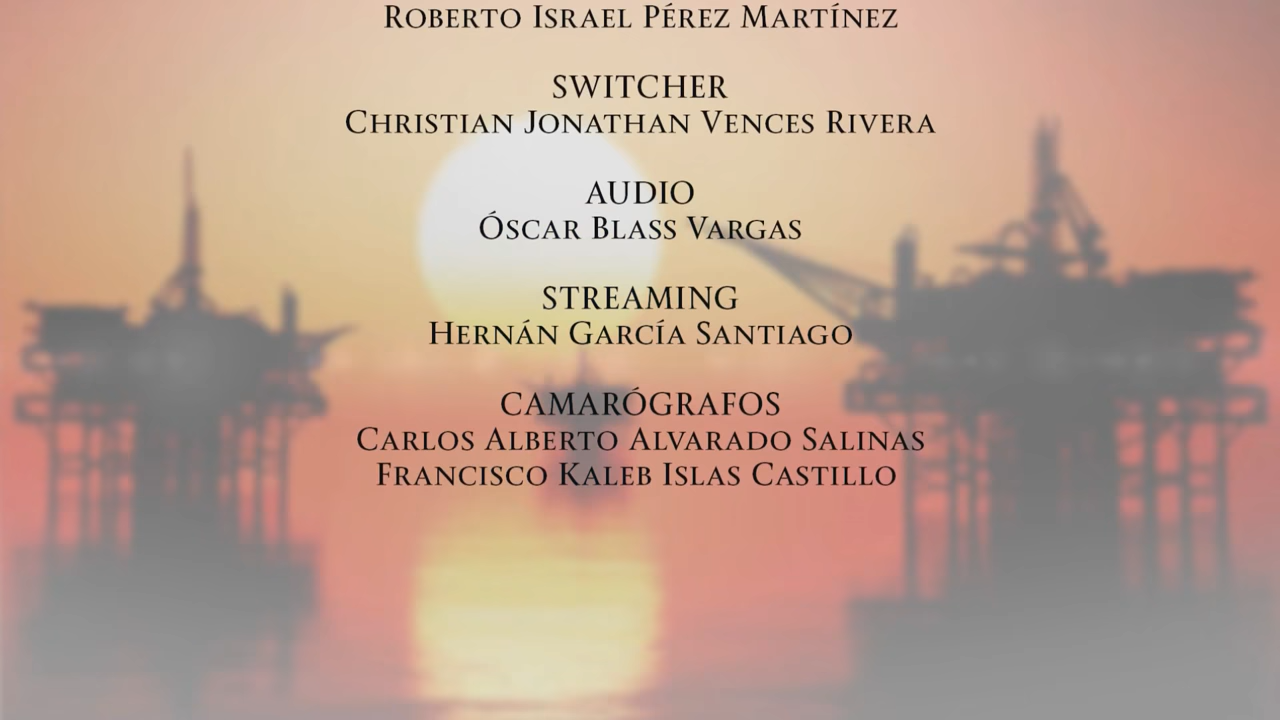 Roberto Israel Pérez Martínez
SWITCHER
Christian Jonathan Vences Rivera
AUDIO
Óscar Blass Vargas
STREAMING
Hernán García Santiago
CAMARÓGRAFOS
Carlos Alberto Alvarado Salinas
Francisco Kaleb Islas Castillo